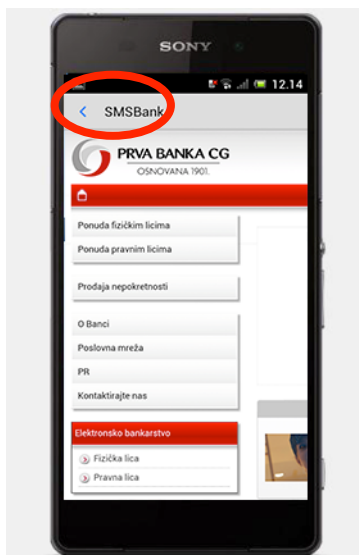 SONY
12.14
SMSBank
PRVA BANKA CG
OSNOVANA 1901.
Ponuda fizičkim licima
Ponuda pravnim licima
Prodaja nepokretnosti
O Banci
Poslovna mreža
PR
Kontaktirajte nas
Elektronsko bankarstvo
Fizička lica
Pravna lica